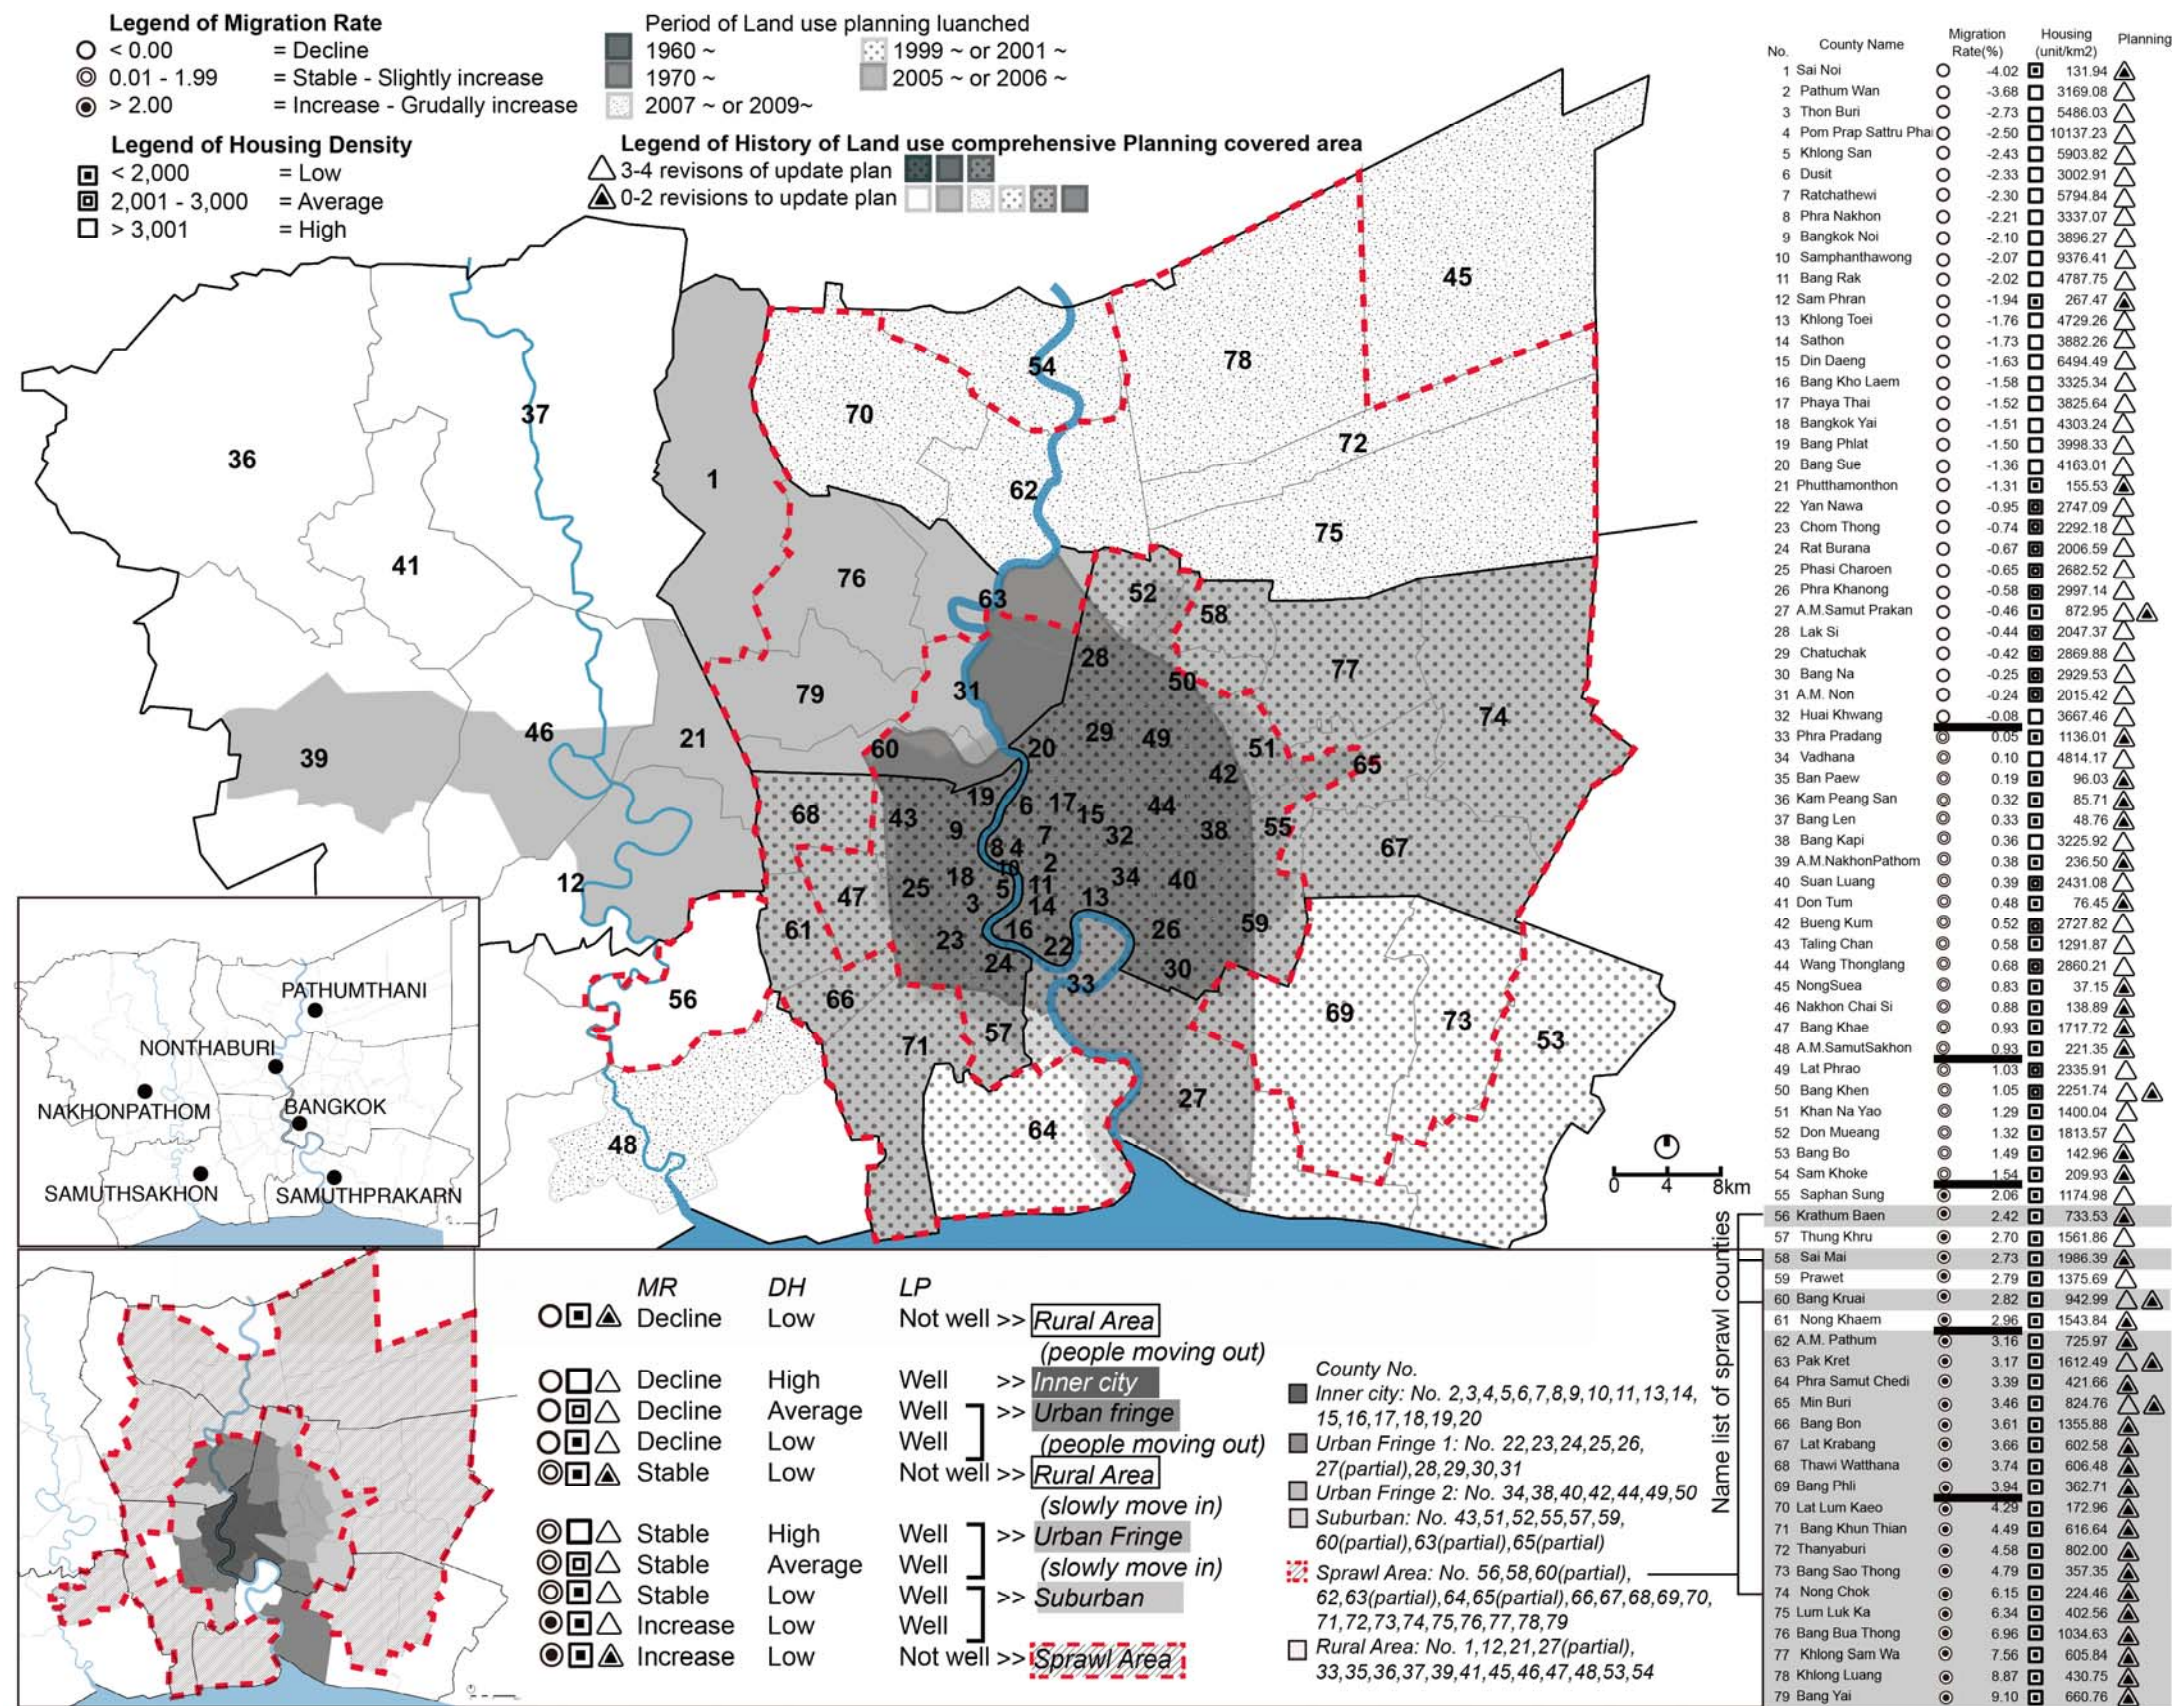 Legend of Migration Rate
< 0.00 = Decline
0.01 - 1.99 = Stable - Slightly increase
> 2.00 = Increase - Grudally increase
Legend of Housing Density
< 2,000 = Low
2,001 - 3,000 = Average
> 3,001 = High
Period of Land use planning luanched
1960 ~
1970 ~
2007 ~ or 2009~
1999 ~ or 2001 ~
2005 ~ or 2006 ~
Legend of History of Land use comprehensive Planning covered area
3-4 revisons of update plan
0-2 revisions to update plan
45
78
54
37
70
72
36
1
62
75
41
76
52
63
58
28
77
50
31
79
74
29
49
46
21
60
20
51
39
65
42
19
6
17
15
44
68
43
9
7
32
38
55
8
4
67
10
2
12
18
34
40
47
25
5
11
13
3
14
61
16
26
59
23
22
24
30
33
56
66
69
73
57
53
71
27
64
48
0 4 8km
PATHUMTHANI
NONTHABURI
NAKHONPATHOM
BANGKOK
SAMUTHSAKHON
SAMUTHPRAKARN
MR DH LP
Decline Low Not well >> Rural Area
(people moving out)
Decline High Well >> Inner city
Decline Average Well >> Urban fringe
Decline Low Well (people moving out)
Stable Low Not well >> Rural Area
(slowly move in)
Stable High Well >> Urban Fringe
Stable Average Well (slowly move in)
Stable Low Well >> Suburban
Increase Low Well
Increase Low Not well >> Sprawl Area
County No.
Inner city: No. 2,3,4,5,6,7,8,9,10,11,13,14,
15,16,17,18,19,20
Urban Fringe 1: No. 22,23,24,25,26,
27(partial),28,29,30,31
Urban Fringe 2: No. 34,38,40,42,44,49,50
Suburban: No. 43,51,52,55,57,59,
60(partial),63(partial),65(partial)
Sprawl Area: No. 56,58,60(partial),
62,63(partial),64,65(partial),66,67,68,69,70,
71,72,73,74,75,76,77,78,79
Rural Area: No. 1,12,21,27(partial),
33,35,36,37,39,41,45,46,47,48,53,54
Name list of sprawl counties
No. County Name Migration Rate(%) Housing (unit/km2) Planning
1 Sai Noi -4.02 131.94
2 Pathum Wan -3.68 3169.08
3 Thon Buri -2.73 5486.03
4 Pom Prap Sattru Phai -2.50 10137.23
5 Khlong San -2.43 5903.82
6 Dusit -2.33 3002.91
7 Ratchathewi -2.30 5794.84
8 Phra Nakhon -2.21 3337.07
9 Bangkok Noi -2.10 3896.27
10 Samphanthawong -2.07 9376.41
11 Bang Rak -2.02 4787.75
12 Sam Phran -1.94 267.47
13 Khlong Toei -1.76 4729.26
14 Sathon -1.73 3882.26
15 Din Daeng -1.63 6494.49
16 Bang Kho Laem -1.58 3325.34
17 Phaya Thai -1.52 3825.64
18 Bangkok Yai -1.51 4303.24
19 Bang Phlat -1.50 3998.33
20 Bang Sue -1.36 4163.01
21 Phutthamonthon -1.31 155.53
22 Yan Nawa -0.95 2747.09
23 Chom Thong -0.74 2292.18
24 Rat Burana -0.67 2006.59
25 Phasi Charoen -0.65 2682.52
26 Phra Khanong -0.58 2997.14
27 A.M.Samut Prakan -0.46 872.95
28 Lak Si -0.44 2047.37
29 Chatuchak -0.42 2869.88
30 Bang Na -0.25 2929.53
31 A.M. Non -0.24 2015.42
32 Huai Khwang -0.08 3667.46
33 Phra Pradang 0.05 1136.01
34 Vadhana 0.10 4814.17
35 Ban Paew 0.19 96.03
36 Kam Peang San 0.32 85.71
37 Bang Len 0.33 48.76
38 Bang Kapi 0.36 3225.92
39 A.M.NakhonPathom 0.38 236.50
40 Suan Luang 0.39 2431.08
41 Don Tum 0.48 76.45
42 Bueng Kum 0.52 2727.82
43 Taling Chan 0.58 1291.87
44 Wang Thonglang 0.68 2860.21
45 NongSuea 0.83 37.15
46 Nakhon Chai Si 0.88 138.89
47 Bang Khae 0.93 1717.72
48 A.M.SamutSakhon 0.93 221.35
49 Lat Phrao 1.03 2335.91
50 Bang Khen 1.05 2251.74
51 Khan Na Yao 1.29 1400.04
52 Don Mueang 1.32 1813.57
53 Bang Bo 1.49 142.96
54 Sam Khoke 1.54 209.93
55 Saphan Sung 2.06 1174.98
56 Krathum Baen 2.42 733.53
57 Thung Khru 2.70 1561.86
58 Sai Mai 2.73 1986.39
59 Prawet 2.79 1375.69
60 Bang Kruai 2.82 942.99
61 Nong Khaem 2.96 1543.84
62 A.M. Pathum 3.16 725.97
63 Pak Kret 3.17 1612.49
64 Phra Samut Chedi 3.39 421.66
65 Min Buri 3.46 824.76
66 Bang Bon 3.61 1355.88
67 Lat Krabang 3.66 602.58
68 Thawi Watthana 3.74 606.48
69 Bang Phli 3.94 362.71
70 Lat Lum Kaeo 4.29 172.96
71 Bang Khun Thian 4.49 616.64
72 Thanyaburi 4.58 802.00
73 Bang Sao Thong 4.79 357.35
74 Nong Chok 6.15 224.46
75 Lum Luk Ka 6.34 402.56
76 Bang Bua Thong 6.96 1034.63
77 Khlong Sam Wa 7.56 605.84
78 Khlong Luang 8.87 430.75
79 Bang Yai 9.10 660.76